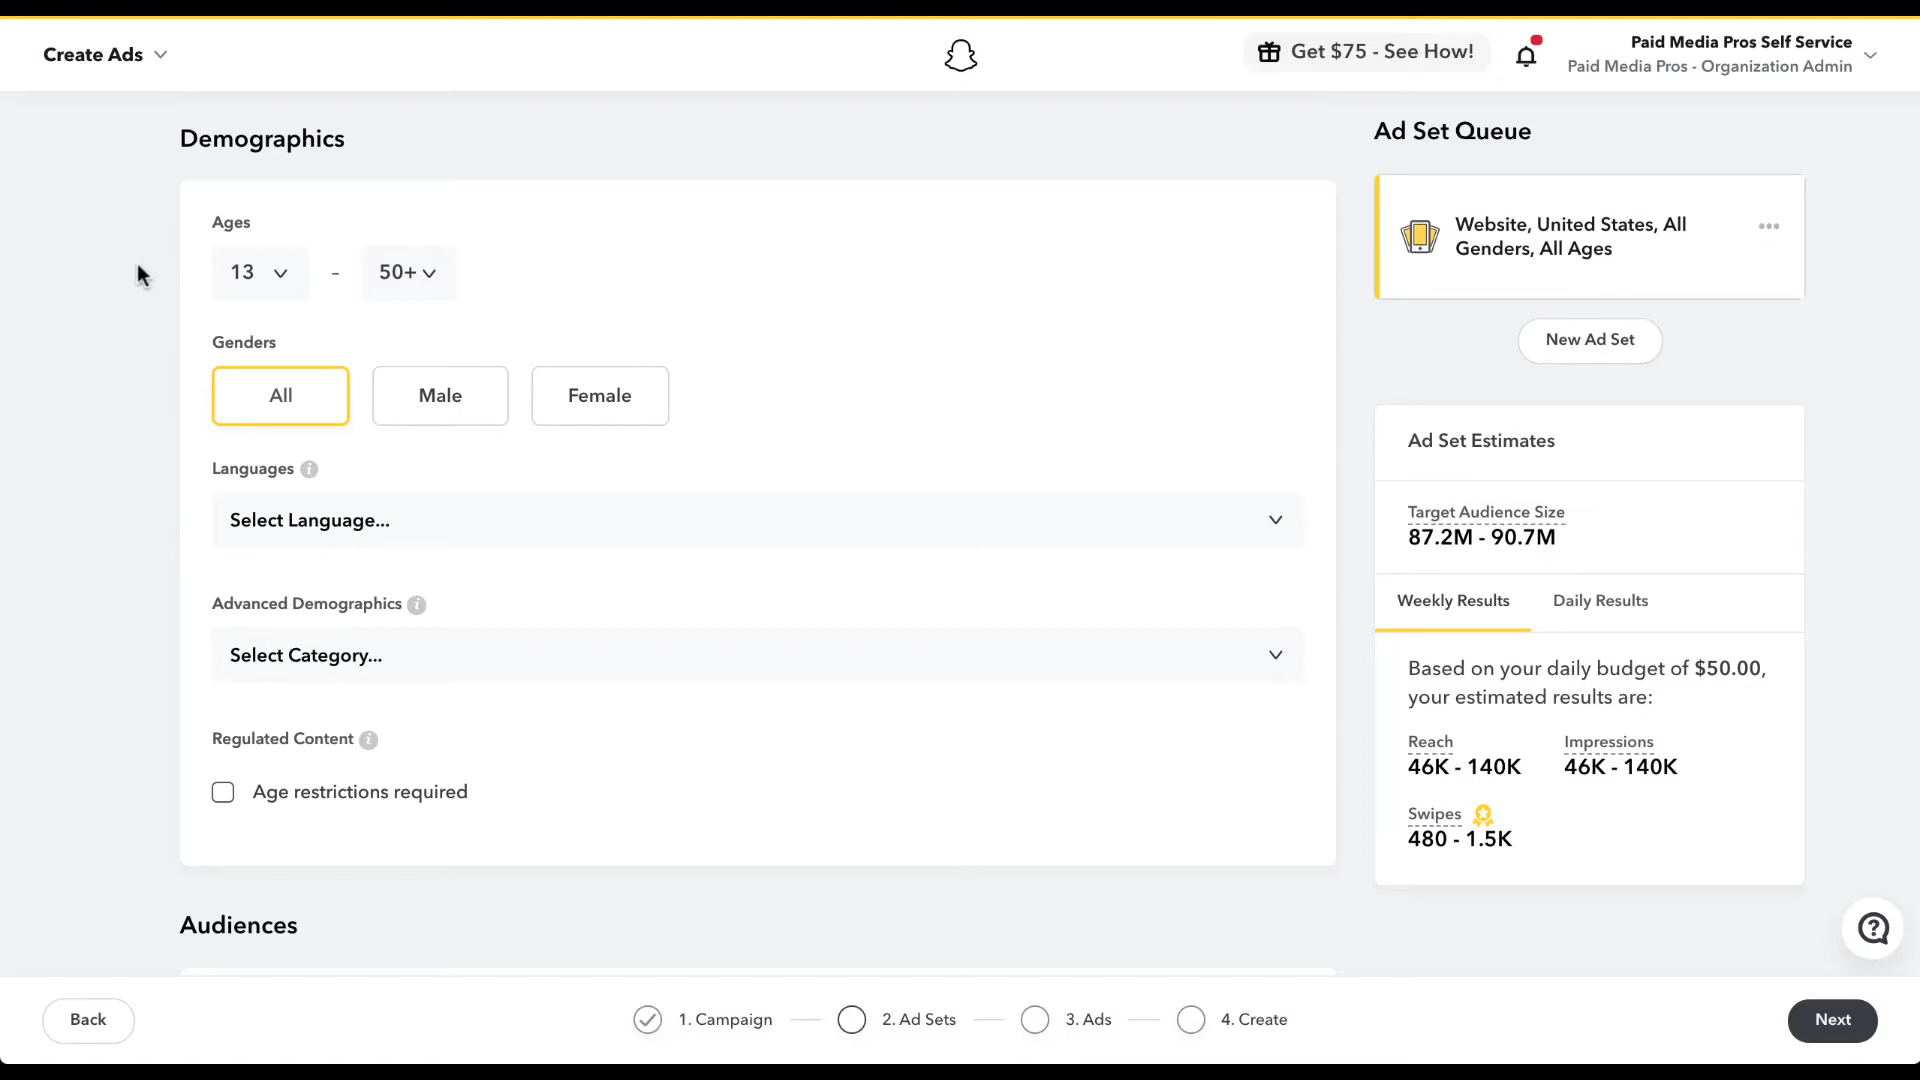 Create Ads
Get $75 - See How!
Paid Media Pros Self Service
Paid Media Pros - Organization Admin
Demographics
Ages
13 - 50+
Genders
All Male Female
Languages
Select Language...
Advanced Demographics
Select Category...
Regulated Content
Age restrictions required
Audiences
Ad Set Queue
Website, United States, All
Genders, All Ages
New Ad Set
Ad Set Estimates
Target Audience Size
87.2M - 90.7M
Weekly Results Daily Results
Based on your daily budget of $50.00,
your estimated results are:
Reach Impressions
46K - 140K 46K - 140K
Swipes
480 - 1.5K
Back
1. Campaign 2. Ad Sets 3. Ads 4. Create
Next